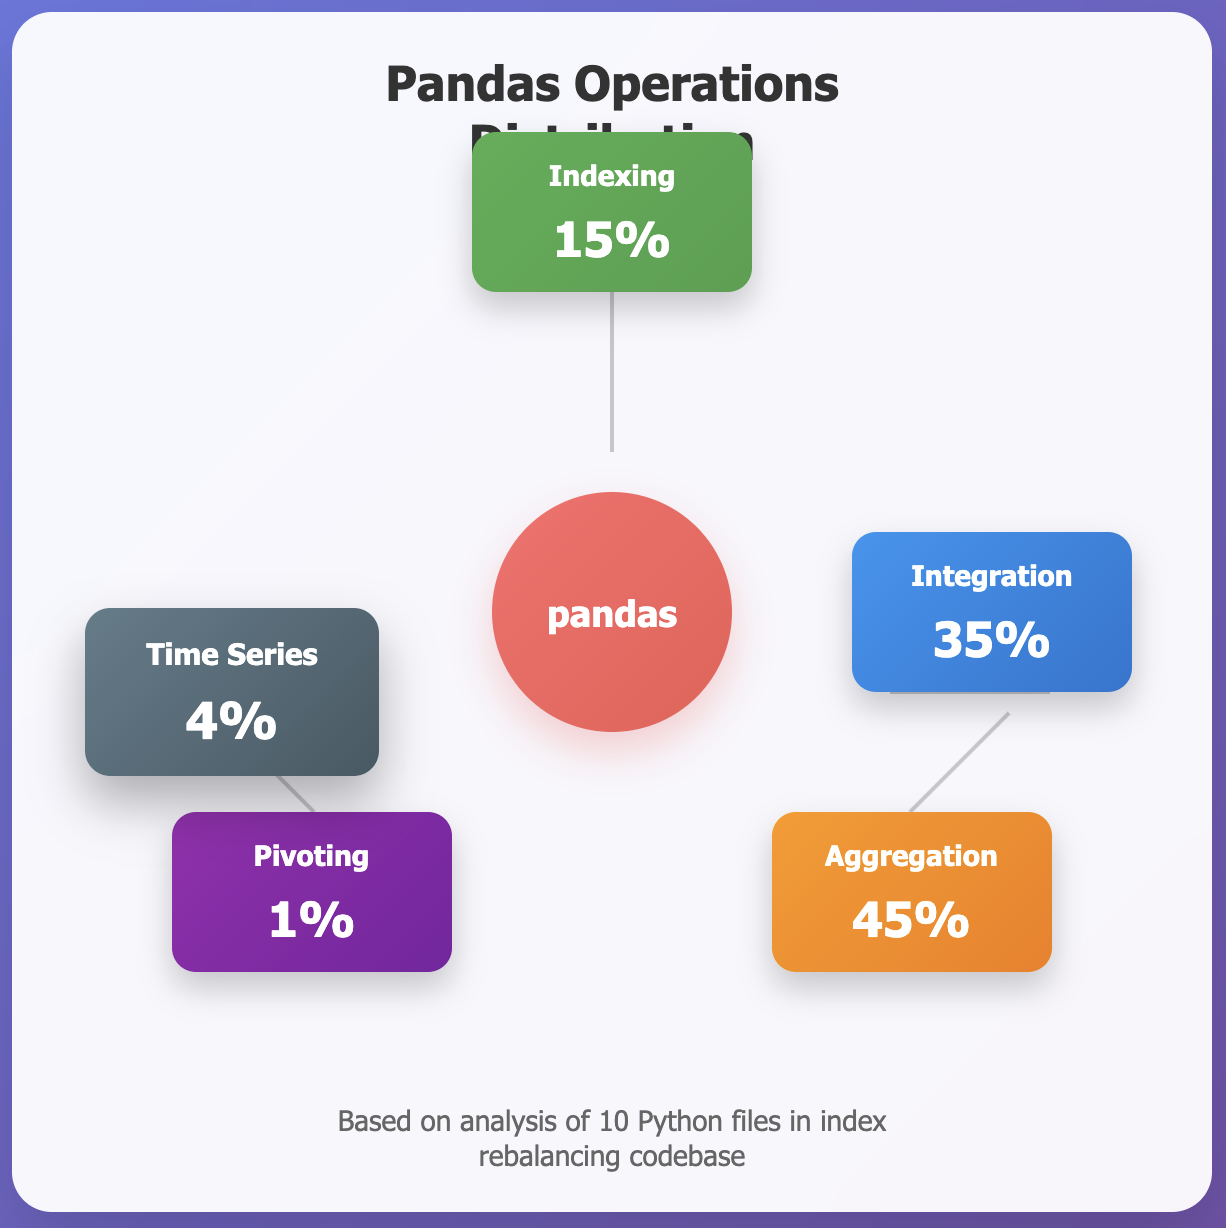 Pandas Operations
Indexing
15%
pandas
Integration
35%
Time Series
4%
Pivoting
1%
Aggregation
45%
Based on analysis of 10 Python files in index
rebalancing codebase